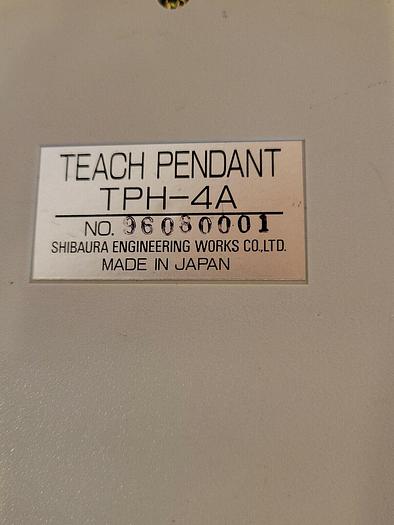 TEACH PENDANT
TPH-4A
NO. 96080001
SHIBAURA ENGINEERING WORKS CO.,LTD.
MADE IN JAPAN